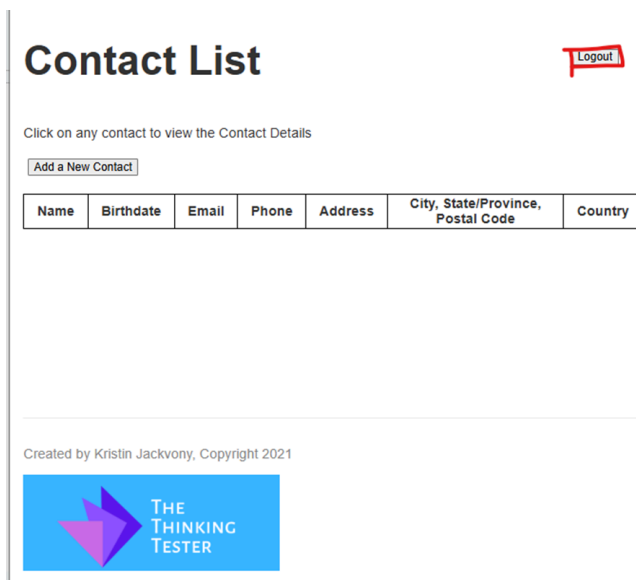 Contact List
Logout
Click on any contact to view the Contact Details
Add a New Contact
Name Birthdate Email Phone Address City, State/Province, Country
Postal Code
Created by Kristin Jackvony, Copyright 2021
THE
THINKING
TESTER